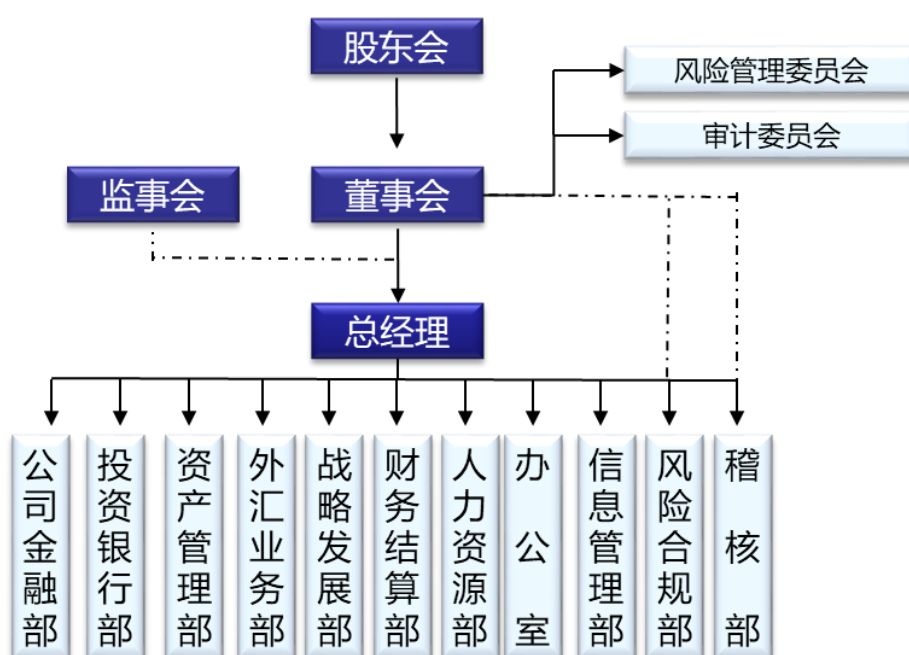 股东会
风险管理委员会
审计委员会
监事会
董事会
总经理
公司金融部
投资银行部
资产管理部
外汇业务部
战略发展部
财务结算部
人力资源部
办公室
信息管理部
风险合规部
稽核部